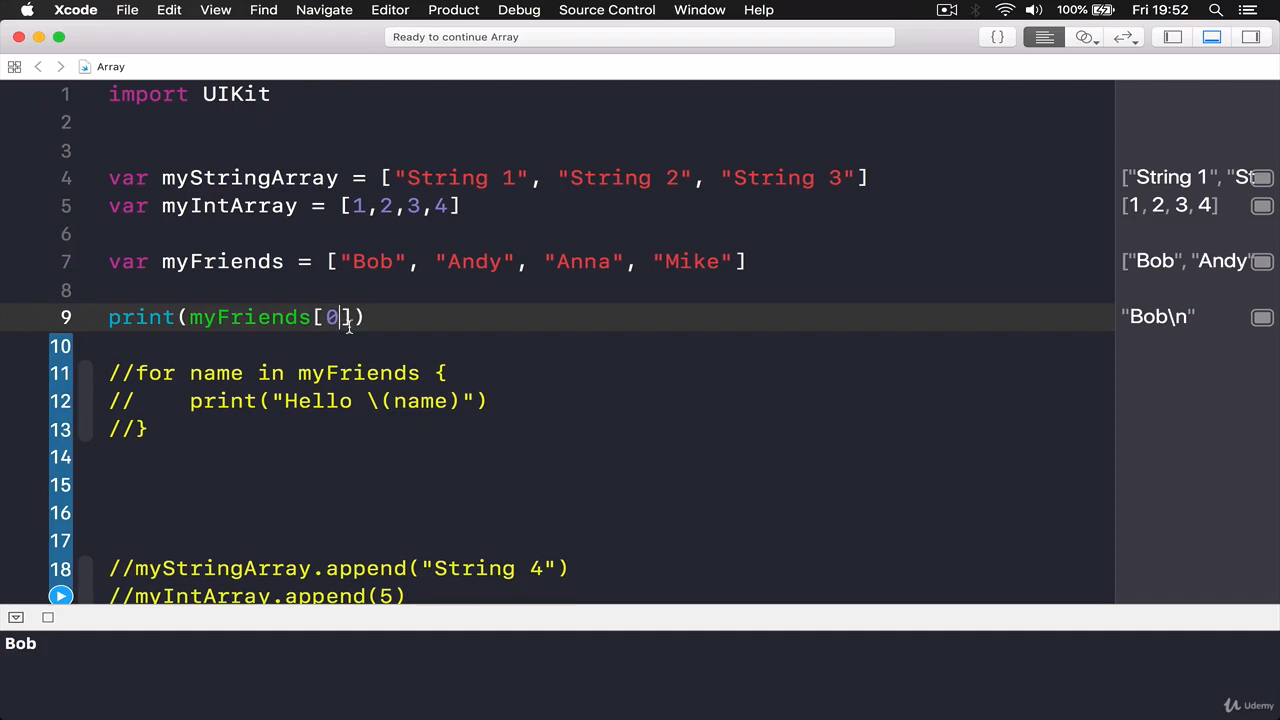 Xcode File Edit View Find Navigate Editor Product Debug Source Control Window Help 100% Fri 19:52
Ready to continue Array
{ }
Array
1 import UIKit
2
3
4 var myStringArray = ["String 1", "String 2", "String 3"] ["String 1", "St
5 var myIntArray = [1,2,3,4] [1, 2, 3, 4]
6
7 var myFriends = ["Bob", "Andy", "Anna", "Mike"] ["Bob", "Andy"
8
9 print(myFriends[0]) "Bob\n"
10
11 //for name in myFriends {
12 //    print("Hello \(name)")
13 //}
14
15
16
17
18 //myStringArray.append("String 4")
//myIntArray.append(5)
Bob
Udemy